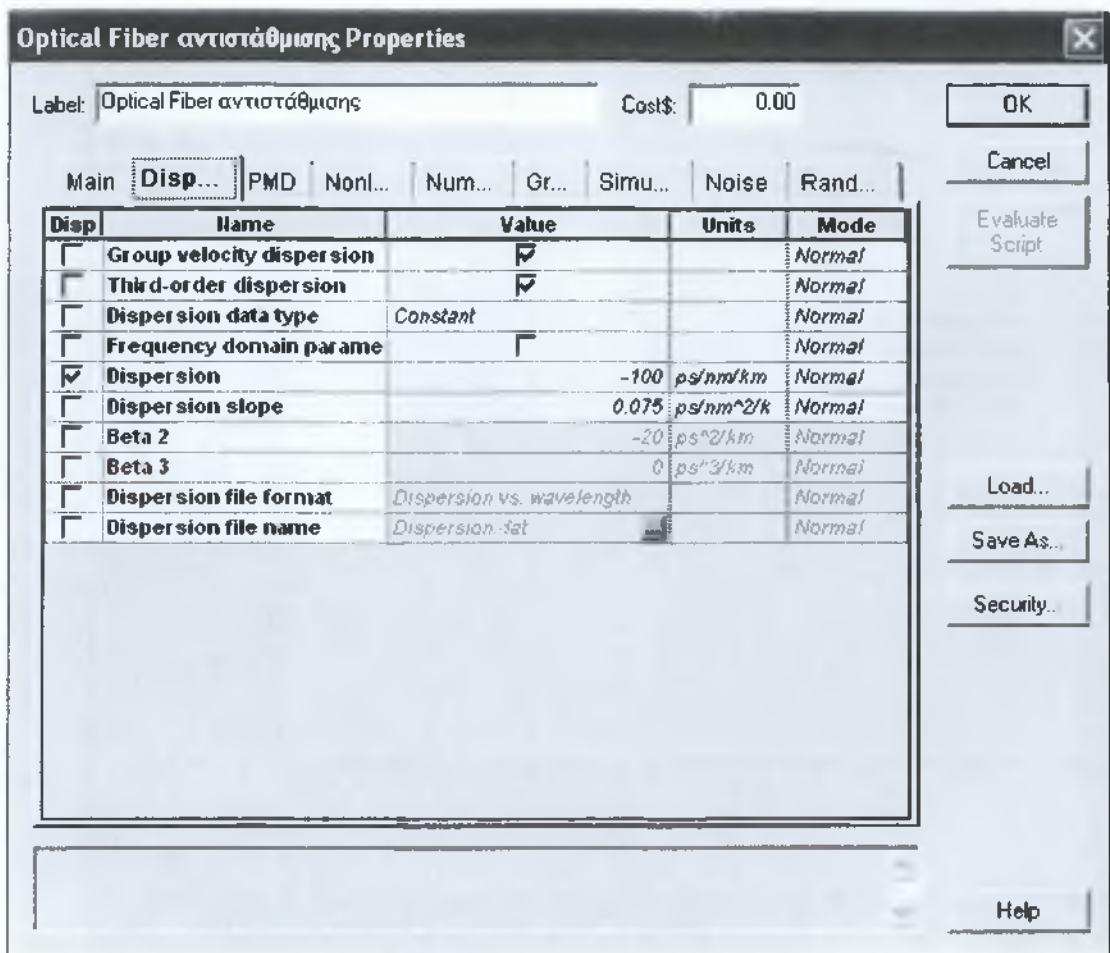 Optical Fiber αντιστάθμισης Properties
Label: Optical Fiber αντιστάθμισης Cost$: 0.00 OK
Cancel
Main Disp... PMD Nonl... Num... Gr... Simu... Noise Rand...
Evaluate Script
Disp Name Value Units Mode
Group velocity dispersion Normal
Third-order dispersion Normal
Dispersion data type Constant Normal
Frequency domain parame Normal
Dispersion -100 ps/nm/km Normal
Dispersion slope 0.075 ps/nm^2/k Normal
Beta 2 -20 ps^2/km Normal
Beta 3 0 ps^3/km Normal
Dispersion file format Dispersion vs. wavelength Normal
Dispersion file name Normal
Load...
Save As...
Security...
Help